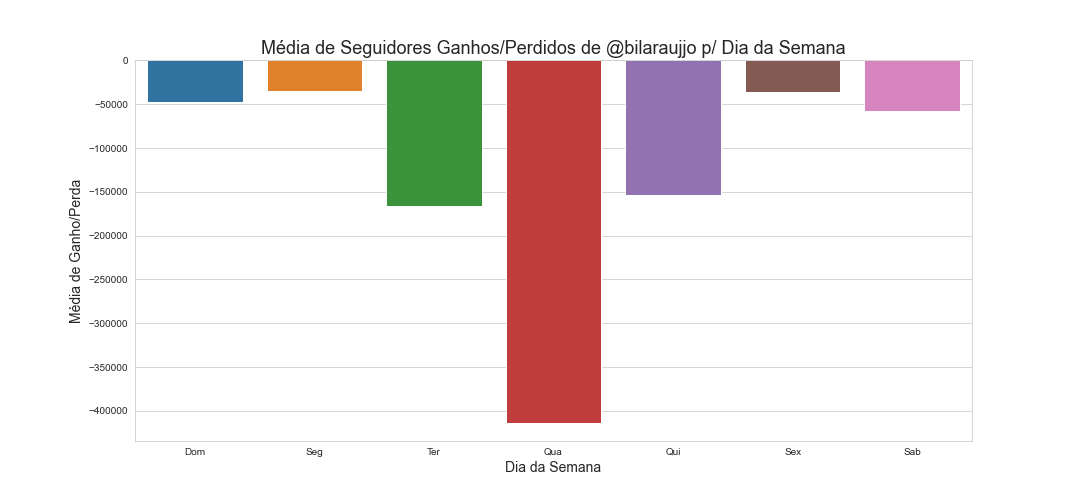 Média de Seguidores Ganhos/Perdidos de @bilaraujjo p/ Dia da Semana
Média de Ganho/Perda
0
−50000
−100000
−150000
−200000
−250000
−300000
−350000
−400000
Dom Seg Ter Qua Qui Sex Sab
Dia da Semana